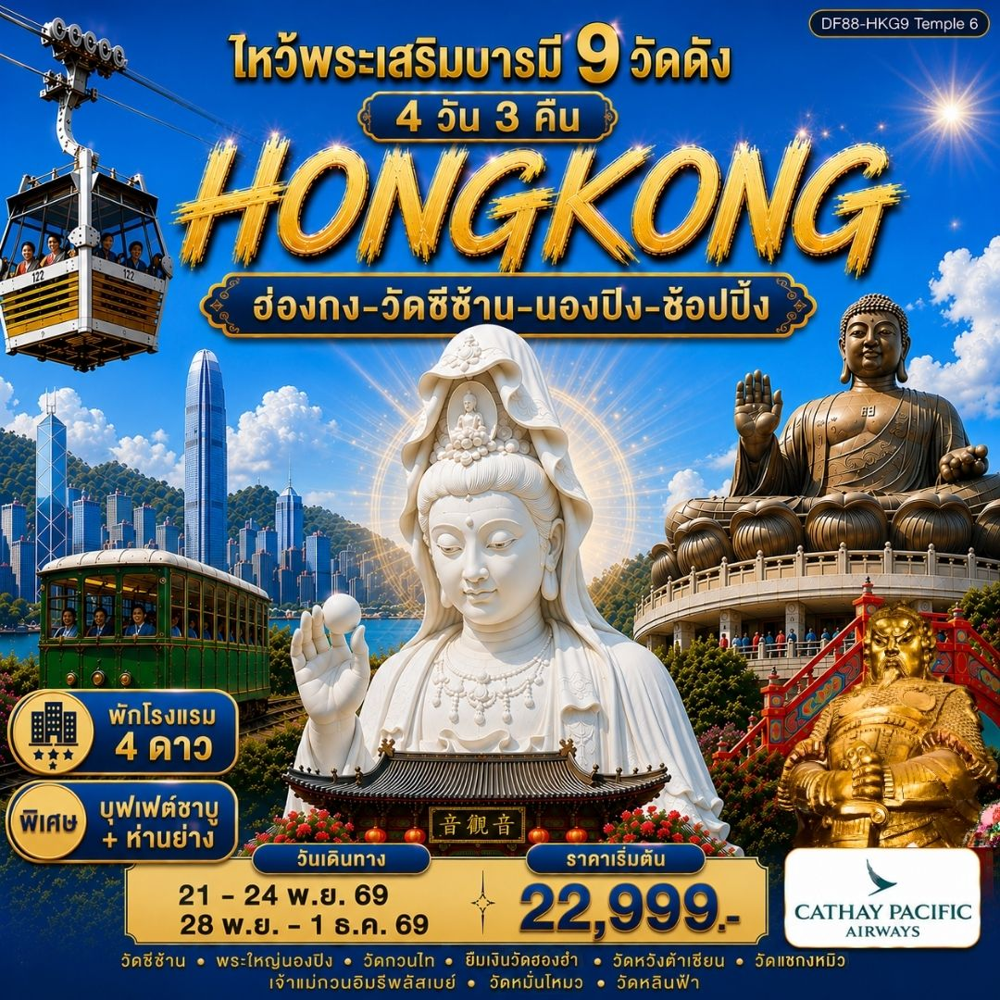 DF88-HKG9 Temple 6
ไหว้พระเสริมบารมี 9 วัดดัง
4 วัน 3 คืน
HONGKONG
ฮ่องกง-วัดซีซ้าน-นองปิง-ช้อปปิ้ง
122
122
พักโรงแรม
4 ดาว
พิเศษ
บุฟเฟต์ชาบู
+ ห่านย่าง
音觀音
วันเดินทาง
21 - 24 พ.ย. 69
28 พ.ย. - 1 ธ.ค. 69
ราคาเริ่มต้น
22,999.-
CATHAY PACIFIC
AIRWAYS
วัดซีซ้าน • พระใหญ่นองปิง • วัดกวนไท • ยืมเงินวัดฮองฮำ • วัดหวังต้าเซียน • วัดแชกงหมิว
เจ้าแม่กวนอิมรีพลัสเบย์ • วัดหมั่นโหมว • วัดหลินฟ้า